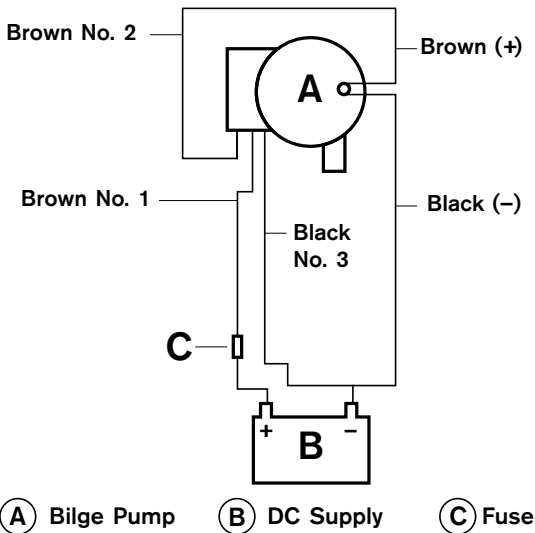 Brown No. 2
Brown (+)
A
Brown No. 1
Black (−)
Black
No. 3
C
+
−
B
A Bilge Pump B DC Supply C Fuse